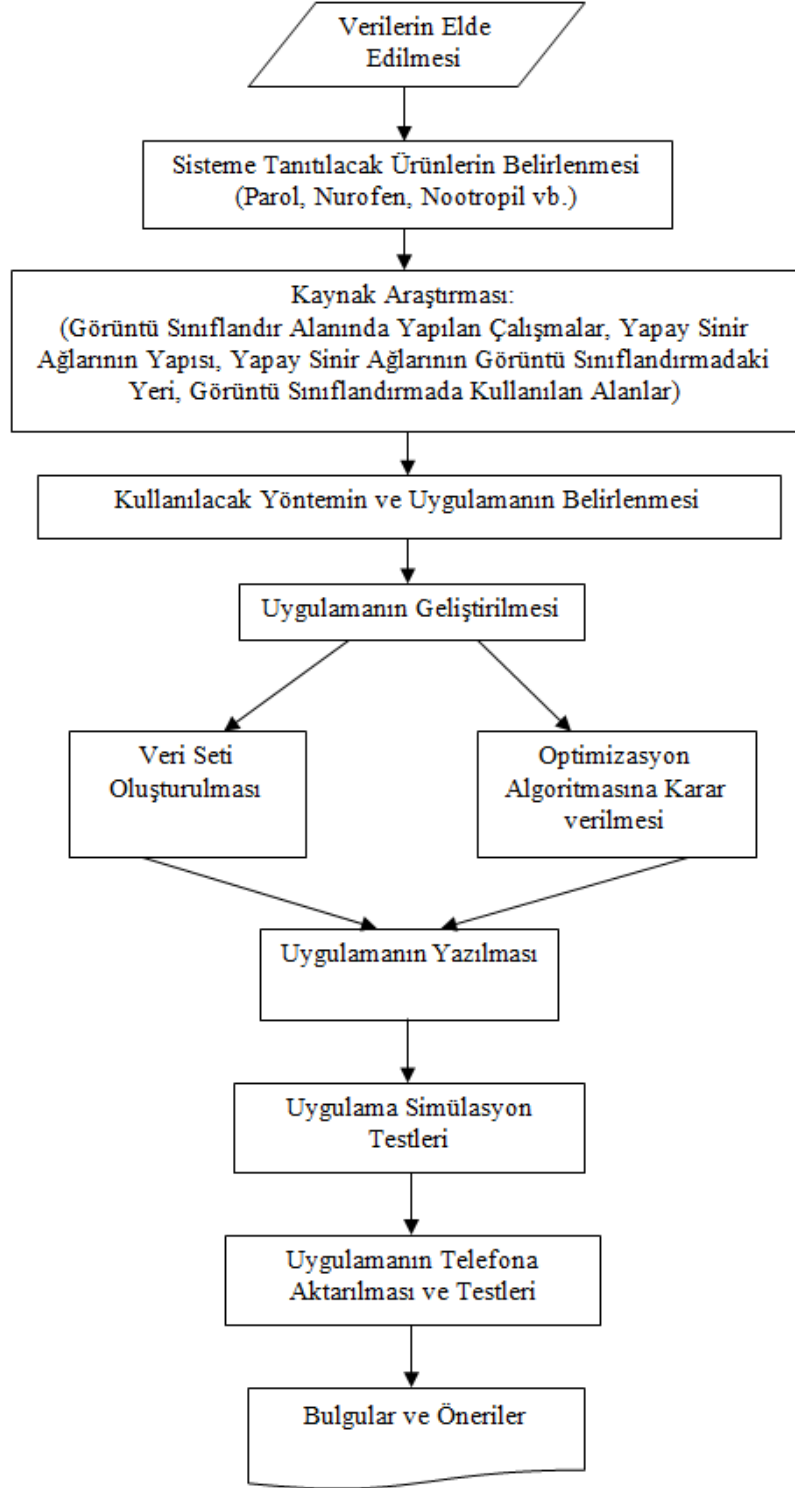 Verilerin Elde
Edilmesi
Sisteme Tanıtılacak Ürünlerin Belirlenmesi
(Parol, Nurofen, Nootropil vb.)
Kaynak Araştırması:
(Görüntü Sınıflandır Alanında Yapılan Çalışmalar, Yapay Sinir
Ağlarının Yapısı, Yapay Sinir Ağlarının Görüntü Sınıflandırmadaki
Yeri, Görüntü Sınıflandırmada Kullanılan Alanlar)
Kullanılacak Yöntemin ve Uygulamanın Belirlenmesi
Uygulamanın Geliştirilmesi
Veri Seti
Oluşturulması
Optimizasyon
Algoritmasına Karar
verilmesi
Uygulamanın Yazılması
Uygulama Simülasyon
Testleri
Uygulamanın Telefona
Aktarılması ve Testleri
Bulgular ve Öneriler